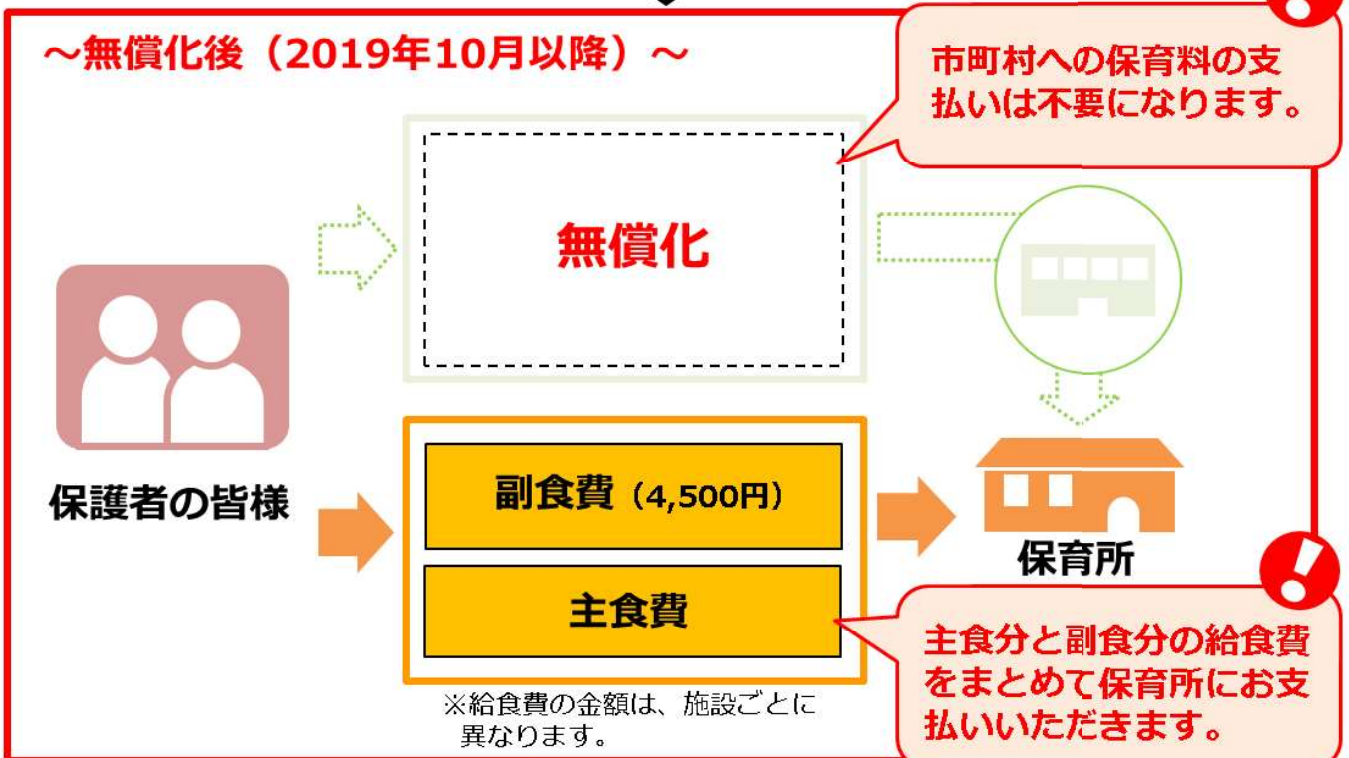 ～無償化後（2019年10月以降）～
市町村への保育料の支
払いは不要になります。
無償化
保護者の皆様
副食費（4,500円）
主食費
保育所
主食分と副食分の給食費
をまとめて保育所にお支
払いいただきます。
※給食費の金額は、施設ごとに
異なります。